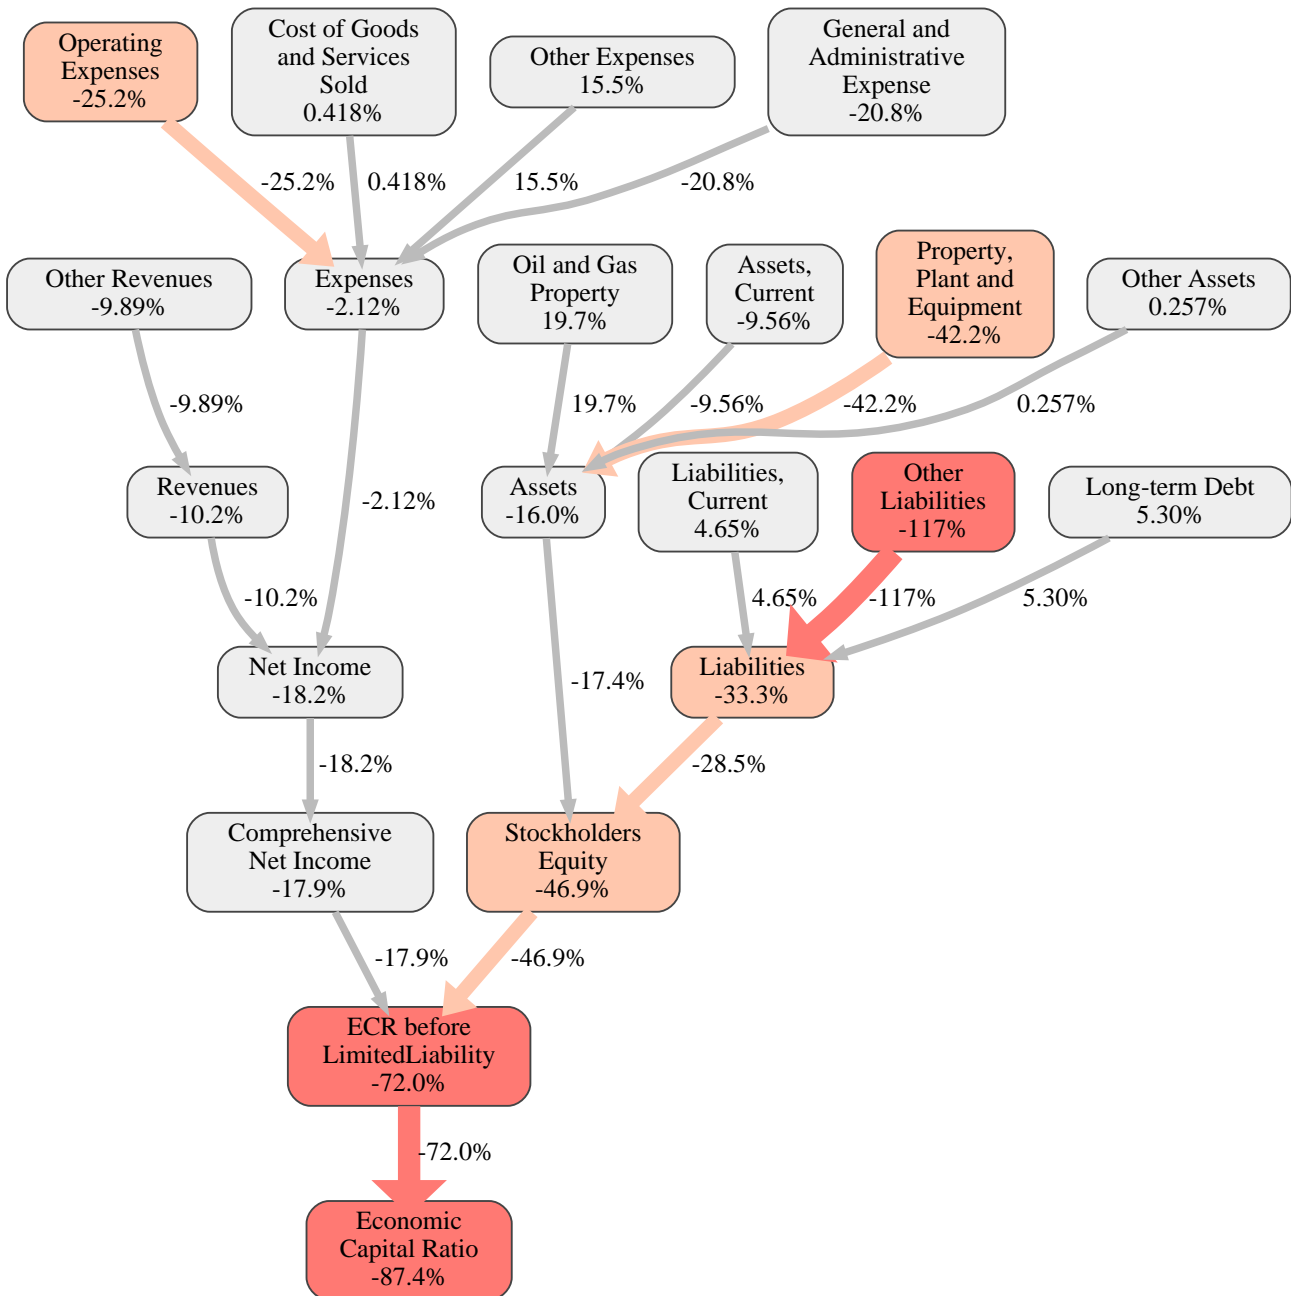 Operating
Expenses
-25.2%
Cost of Goods
and Services
Sold
0.418%
Other Expenses
15.5%
General and
Administrative
Expense
-20.8%
-25.2%
0.418%
15.5%
-20.8%
Other Revenues
-9.89%
Expenses
-2.12%
Oil and Gas
Property
19.7%
Assets,
Current
-9.56%
Property,
Plant and
Equipment
-42.2%
Other Assets
0.257%
-9.89%
19.7%
-9.56%
-42.2%
0.257%
Revenues
-10.2%
-2.12%
Assets
-16.0%
Liabilities,
Current
4.65%
Other
Liabilities
-117%
Long-term Debt
5.30%
-10.2%
4.65%
-117%
5.30%
Net Income
-18.2%
-17.4%
Liabilities
-33.3%
-18.2%
-28.5%
Comprehensive
Net Income
-17.9%
Stockholders
Equity
-46.9%
-17.9%
-46.9%
ECR before
LimitedLiability
-72.0%
-72.0%
Economic
Capital Ratio
-87.4%